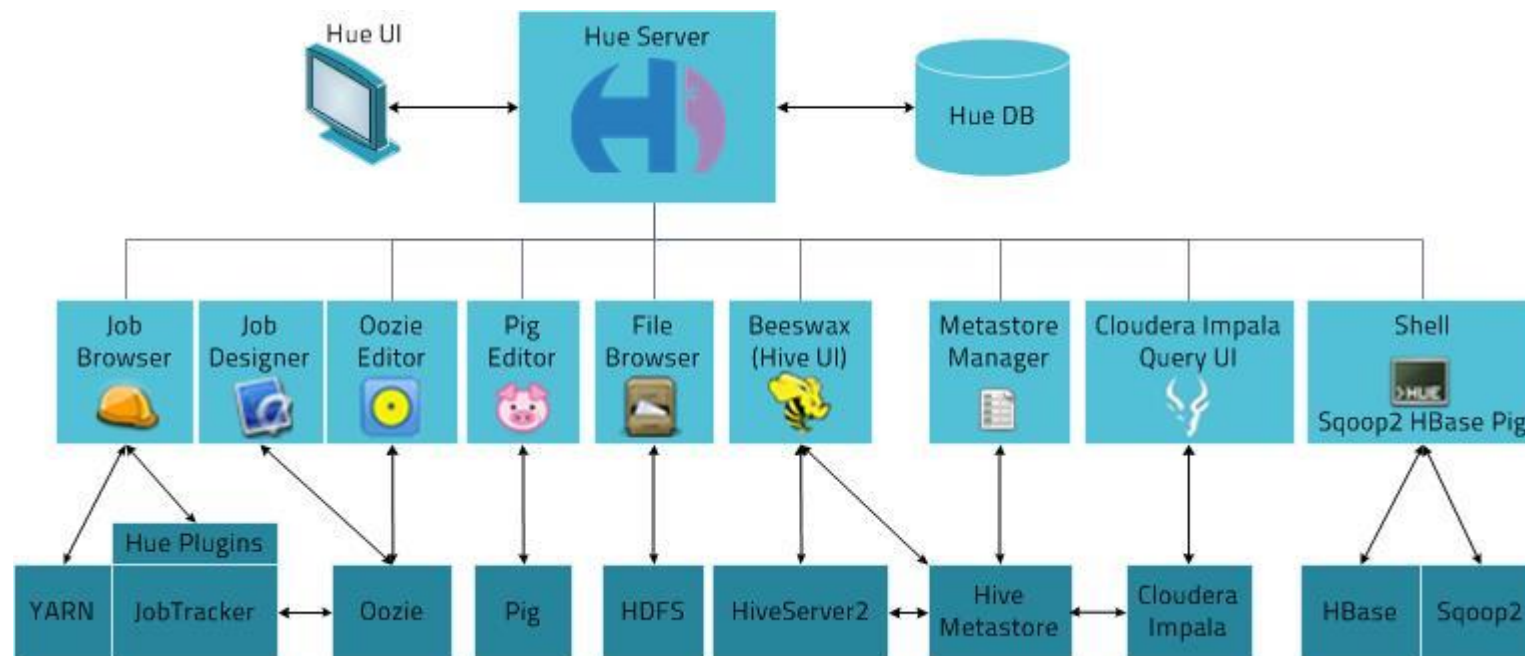 Hue UI
Hue Server
Hue DB
Job
Browser
Job
Designer
Oozie
Editor
Pig
Editor
File
Browser
Beeswax
(Hive UI)
Metastore
Manager
Cloudera Impala
Query UI
Shell
>HUE
Sqoop2 HBase Pig
Hue Plugins
YARN
JobTracker
Oozie
Pig
HDFS
HiveServer2
Hive
Metastore
Cloudera
Impala
HBase
Sqoop2